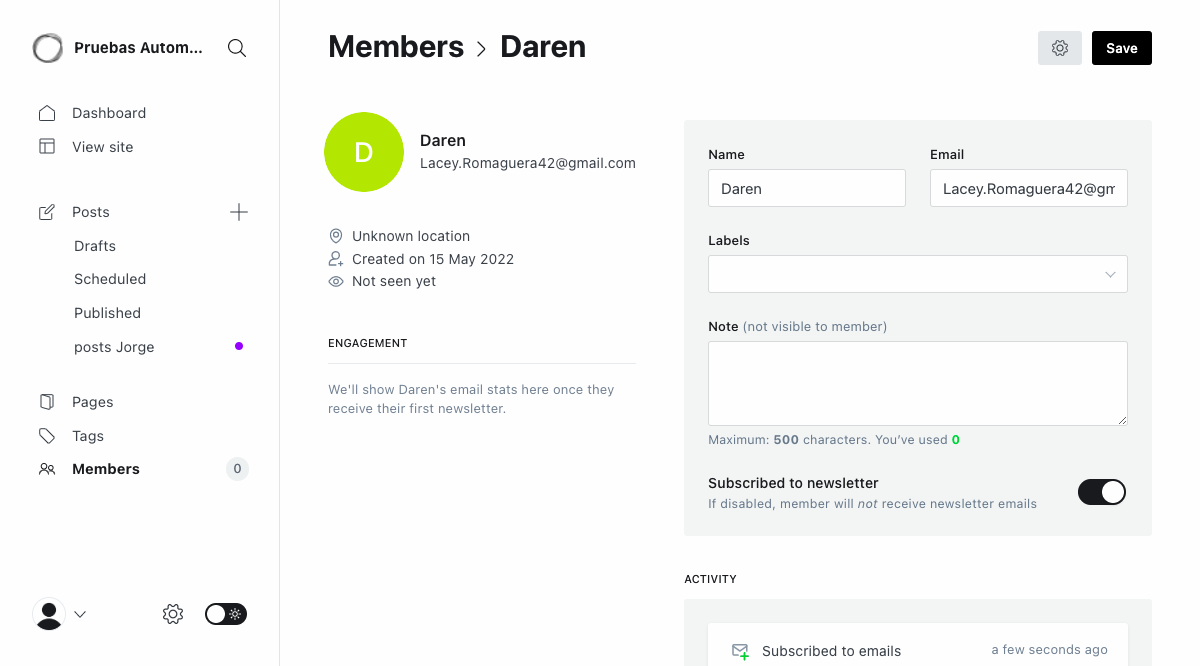 Pruebas Autom...
Dashboard
View site
Posts
Drafts
Scheduled
Published
posts Jorge
Pages
Tags
Members
0
Members > Daren
Save
D
Daren
Lacey.Romaguera42@gmail.com
Unknown location
Created on 15 May 2022
Not seen yet
ENGAGEMENT
We'll show Daren's email stats here once they
receive their first newsletter.
Name
Email
Daren
Lacey.Romaguera42@gm
Labels
Note (not visible to member)
Maximum: 500 characters. You've used 0
Subscribed to newsletter
If disabled, member will not receive newsletter emails
ACTIVITY
Subscribed to emails
a few seconds ago